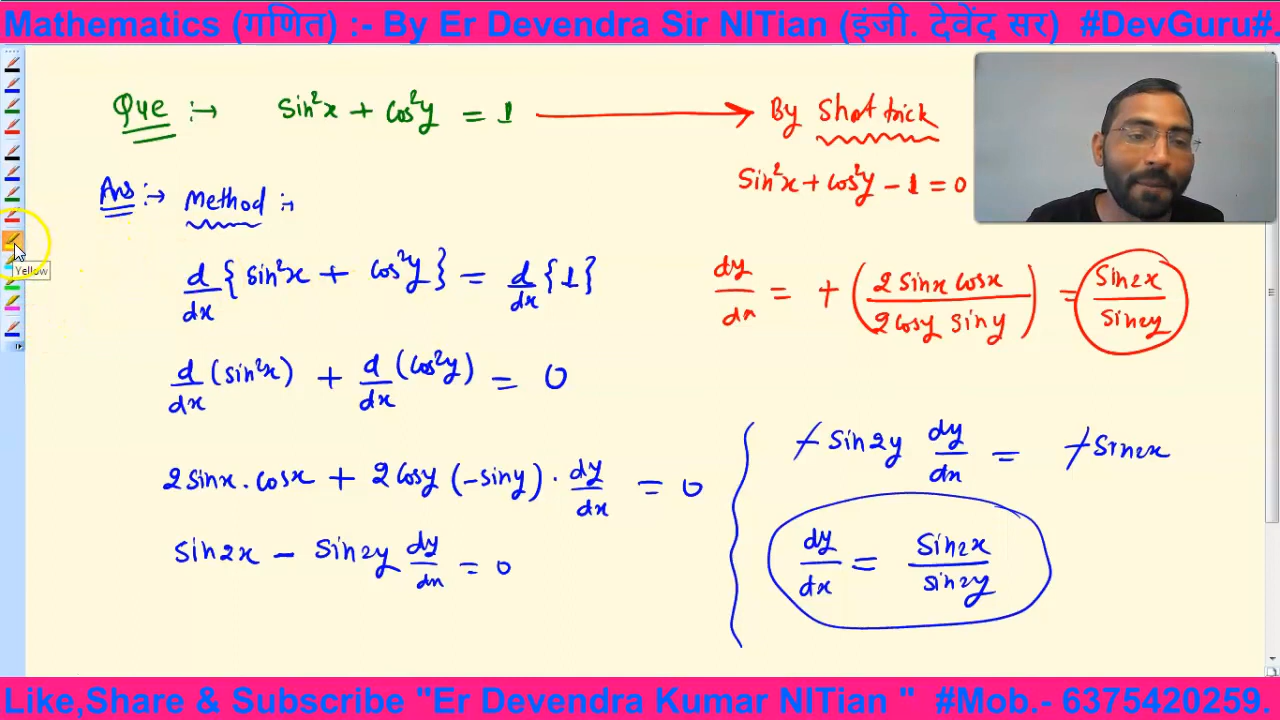 Mathematics (गणित) :- By Er Devendra Sir NITian (इंजी. देवेंद्र सर) #DevGuru#.
Que :→ Sin²x + Cos²y = 1 → By Shot trick
Sin²x + Cos²y - 1 = 0
Ans :→ Method :-
d/dx {Sin²x + Cos²y} = d/dx {1}
dy/dx = + (2 Sinx Cosx / 2 Cosy Siny) = Sin2x / Sin2y
d/dx (Sin²x) + d/dx (Cos²y) = 0
2 Sinx . Cosx + 2 Cosy (-Siny) · dy/dx = 0
Sin2x - Sin2y dy/dx = 0
- Sin2y dy/dx = - Sin2x
dy/dx = Sin2x / Sin2y
Yellow
Like,Share & Subscribe "Er Devendra Kumar NITian " #Mob.- 6375420259.